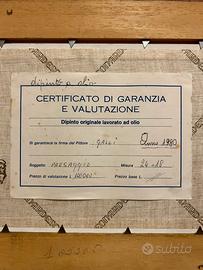 dipinto a olio
CERTIFICATO DI GARANZIA
E VALUTAZIONE
Dipinto originale lavorato ad olio
Si garantisce la firma del Pittore GALLI Anno 1980
Soggetto PAESAGGIO Misura 24-18
Prezzo di valutazione L. Prezzo base L.
subito